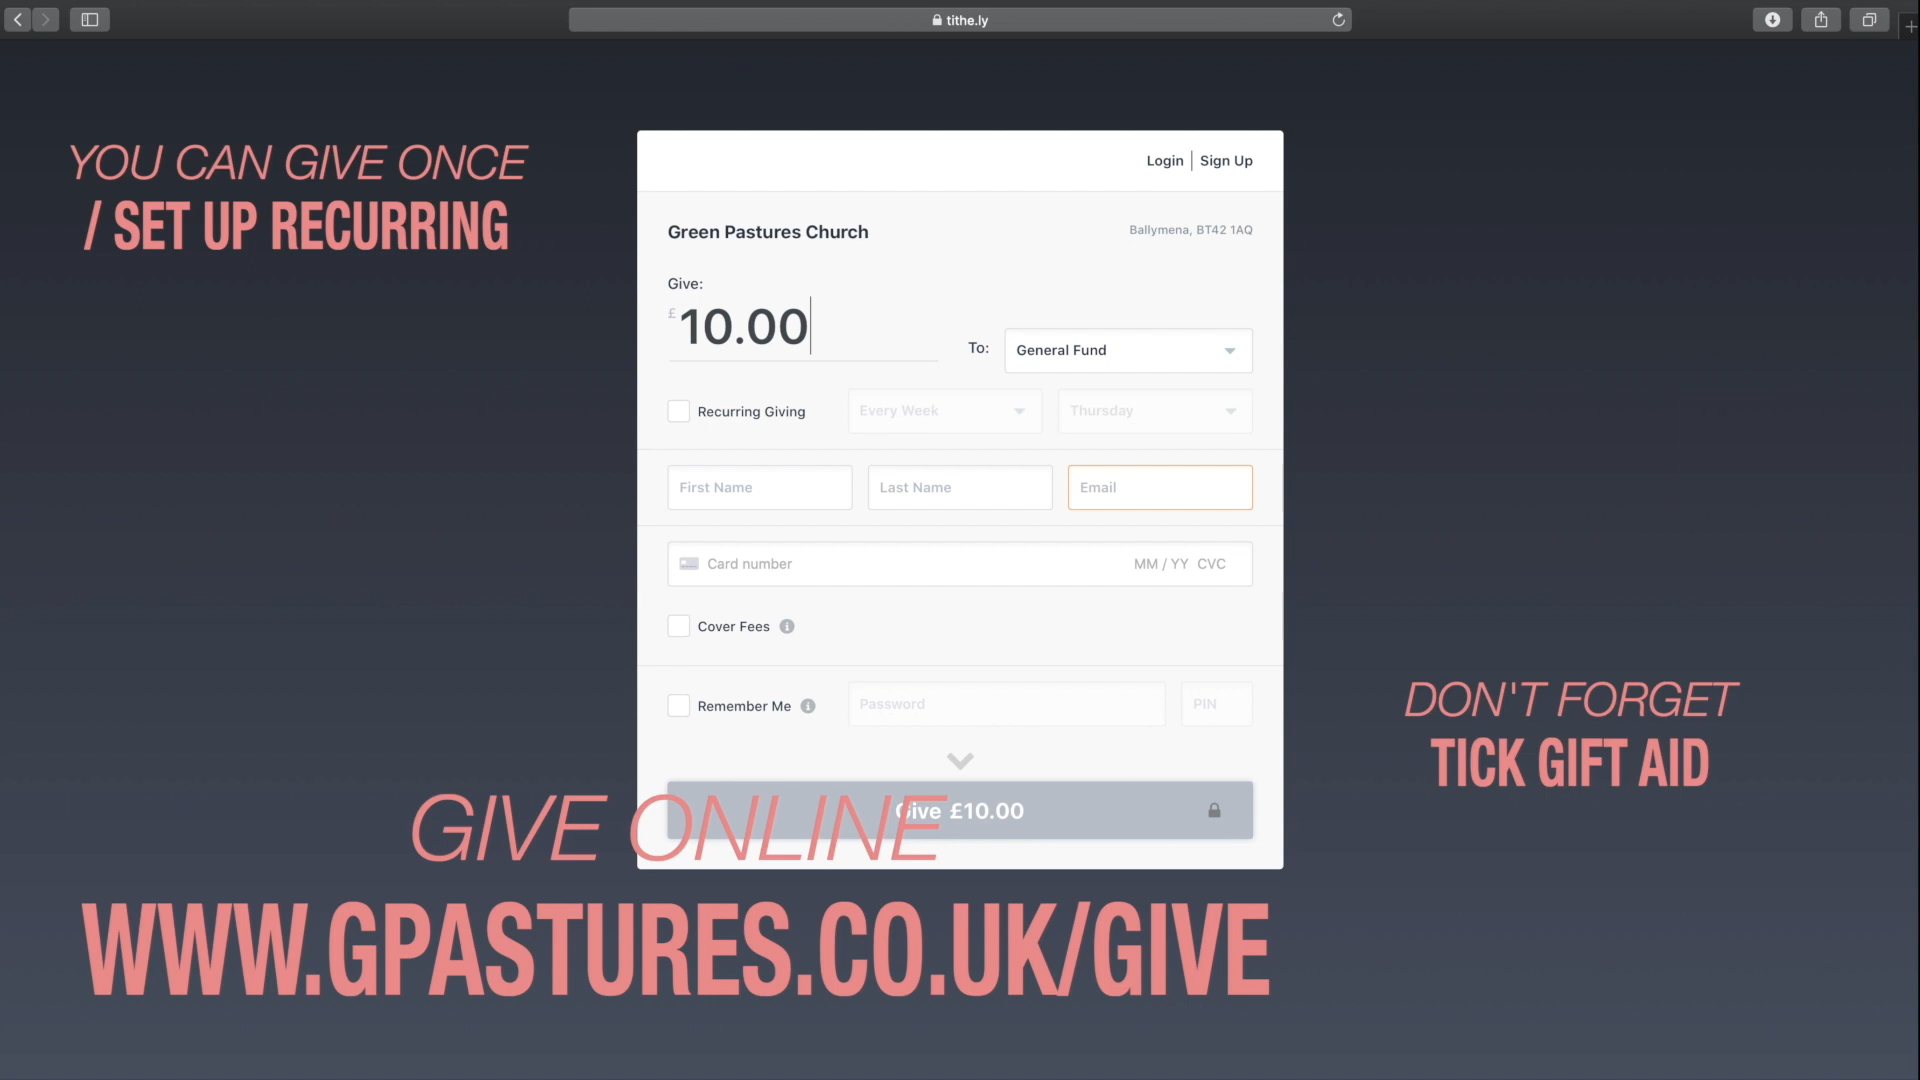 tithe.ly
YOU CAN GIVE ONCE
/ SET UP RECURRING
Login | Sign Up
Green Pastures Church
Ballymena, BT42 1AQ
Give:
£10.00
To: General Fund
Recurring Giving Every Week Thursday
First Name Last Name Email
Card number MM / YY CVC
Cover Fees
Remember Me Password PIN
Give £10.00
DON'T FORGET
TICK GIFT AID
GIVE ONLINE
WWW.GPASTURES.CO.UK/GIVE